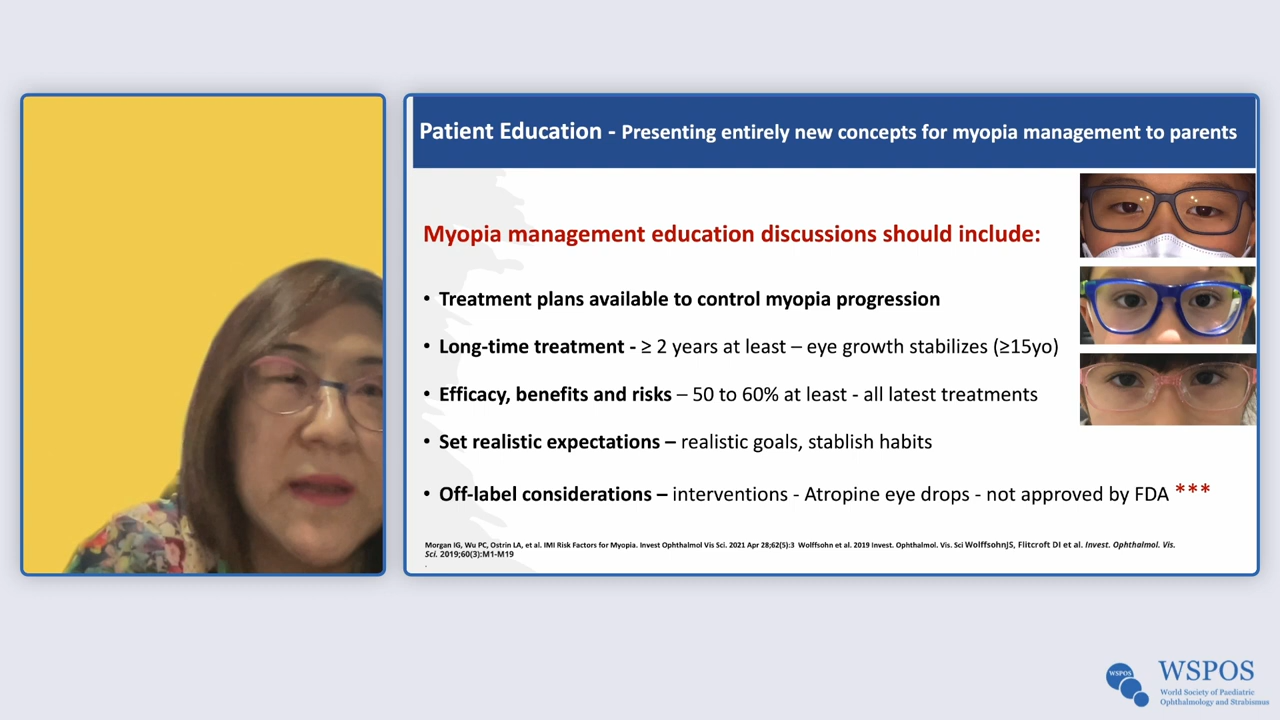 Patient Education - Presenting entirely new concepts for myopia management to parents
Myopia management education discussions should include:
• Treatment plans available to control myopia progression
• Long-time treatment - ≥ 2 years at least – eye growth stabilizes (≥15yo)
• Efficacy, benefits and risks – 50 to 60% at least - all latest treatments
• Set realistic expectations – realistic goals, stablish habits
• Off-label considerations – interventions - Atropine eye drops - not approved by FDA ***
Morgan IG, Wu PC, Ostrin LA, et al. IMI Risk Factors for Myopia. Invest Ophthalmol Vis Sci. 2021 Apr 28;62(5):3 Wolffsohn et al. 2019 Invest. Ophthalmol. Vis. Sci WolffsohnJS, Flitcroft DI et al. Invest. Ophthalmol. Vis.
Sci. 2019;60(3):M1-M19
.
WSPOS
WSPOS
World Society of Paediatric
Ophthalmology and Strabismus